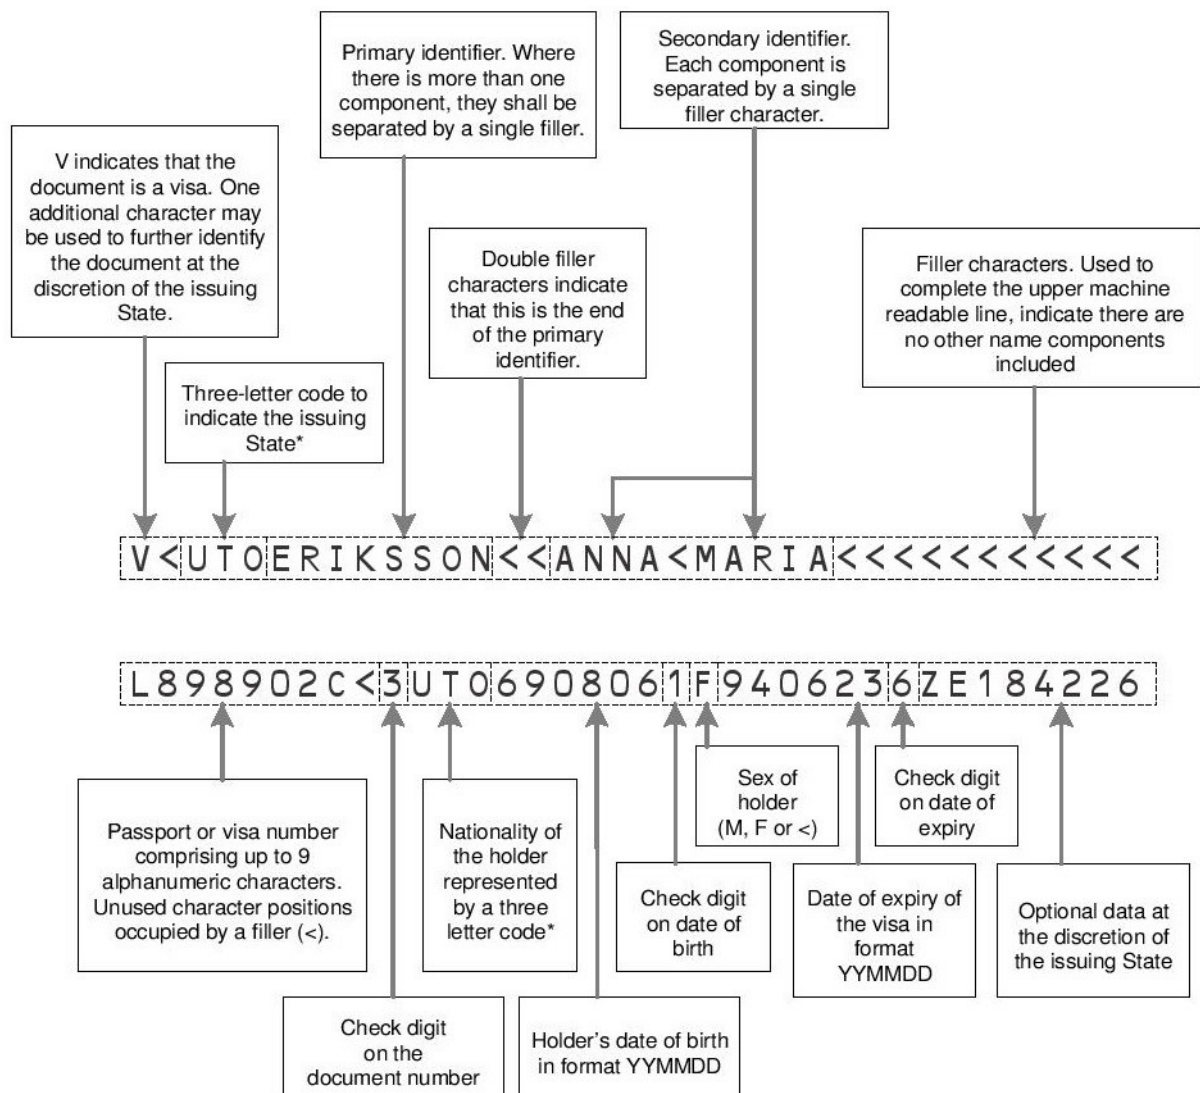 Primary identifier. Where
there is more than one
component, they shall be
separated by a single filler.
Secondary identifier.
Each component is
separated by a single
filler character.
V indicates that the
document is a visa. One
additional character may
be used to further identify
the document at the
discretion of the issuing
State.
Double filler
characters indicate
that this is the end
of the primary
identifier.
Filler characters. Used to
complete the upper machine
readable line, indicate there are
no other name components
included
Three-letter code to
indicate the issuing
State*
V<UTOERIKSSON<<ANNA<MARIA<<<<<<<<<<<
L898902C<3UTO6908061F9406236ZE184226
Passport or visa number
comprising up to 9
alphanumeric characters.
Unused character positions
occupied by a filler (<).
Nationality of
the holder
represented
by a three
letter code*
Sex of
holder
(M, F or <)
Check digit
on date of
expiry
Check digit
on date of
birth
Date of expiry of
the visa in
format
YYMMDD
Optional data at
the discretion of
the issuing State
Check digit
on the
document number
Holder's date of birth
in format YYMMDD